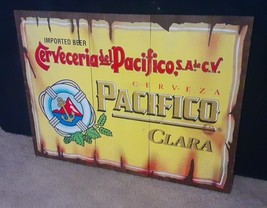 IMPORTED BEER
Cerveceria del Pacifico, S.A. de C.V.
CERVEZA
PACIFICO
CLARA